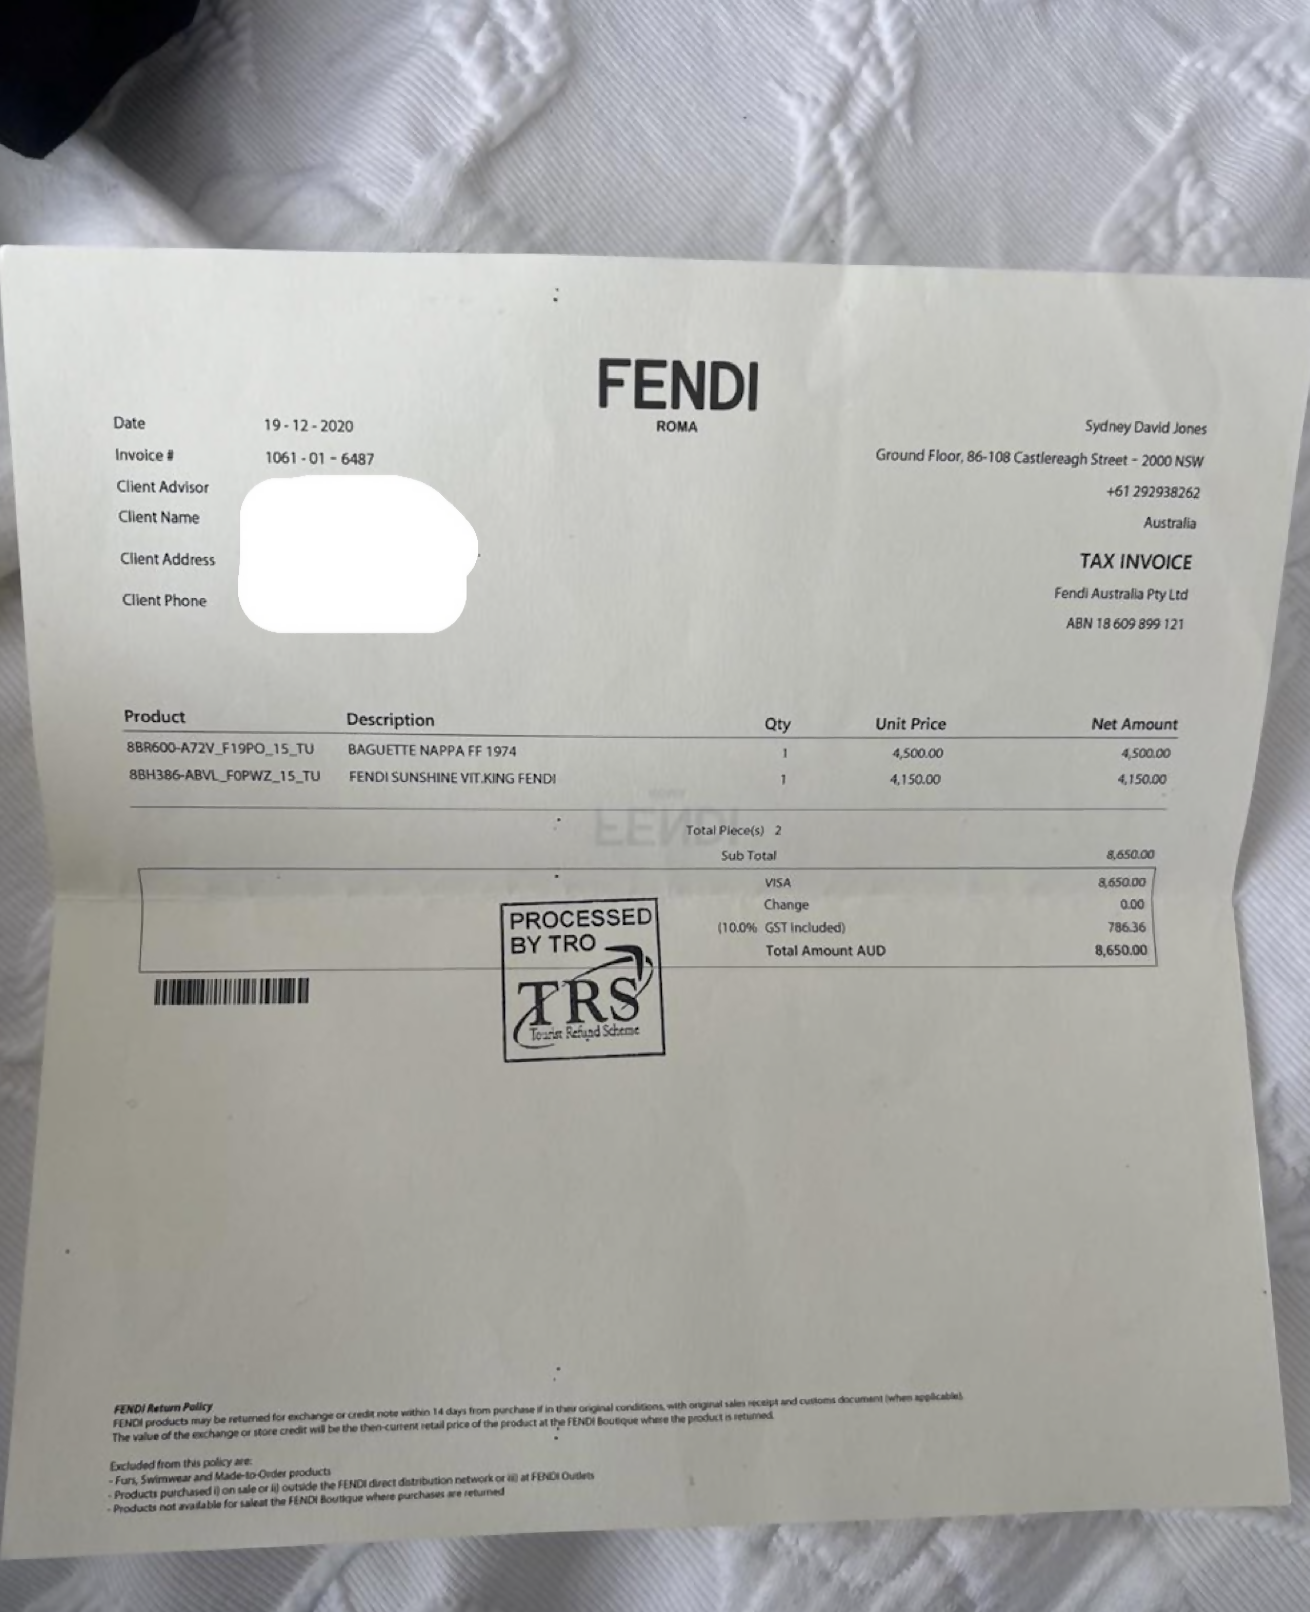 FENDI
ROMA
Date 19 - 12 - 2020
Invoice # 1061 - 01 - 6487
Client Advisor
Client Name
Client Address
Client Phone
Sydney David Jones
Ground Floor, 86-108 Castlereagh Street - 2000 NSW
+61 292938262
Australia
TAX INVOICE
Fendi Australia Pty Ltd
ABN 18 609 899 121
Product Description Qty Unit Price Net Amount
8BR600-A72V_F19PO_15_TU BAGUETTE NAPPA FF 1974 1 4,500.00 4,500.00
8BH386-ABVL_F0PWZ_15_TU FENDI SUNSHINE VIT.KING FENDI 1 4,150.00 4,150.00
Total Piece(s) 2
Sub Total 8,650.00
VISA 8,650.00
Change 0.00
(10.0% GST Included) 786.36
Total Amount AUD 8,650.00
PROCESSED
BY TRO
TRS
Tourist Refund Scheme
FENDI Return Policy
FENDI products may be returned for exchange or credit note within 14 days from purchase if in their original conditions, with original sales receipt and customs document (when applicable).
The value of the exchange or store credit will be the then-current retail price of the product at the FENDI Boutique where the product is returned.
Excluded from this policy are:
- Furs, Swimwear and Made-to-Order products
- Products purchased i) on sale or ii) outside the FENDI direct distribution network or iii) at FENDI Outlets
- Products not available for saleat the FENDI Boutique where purchases are returned